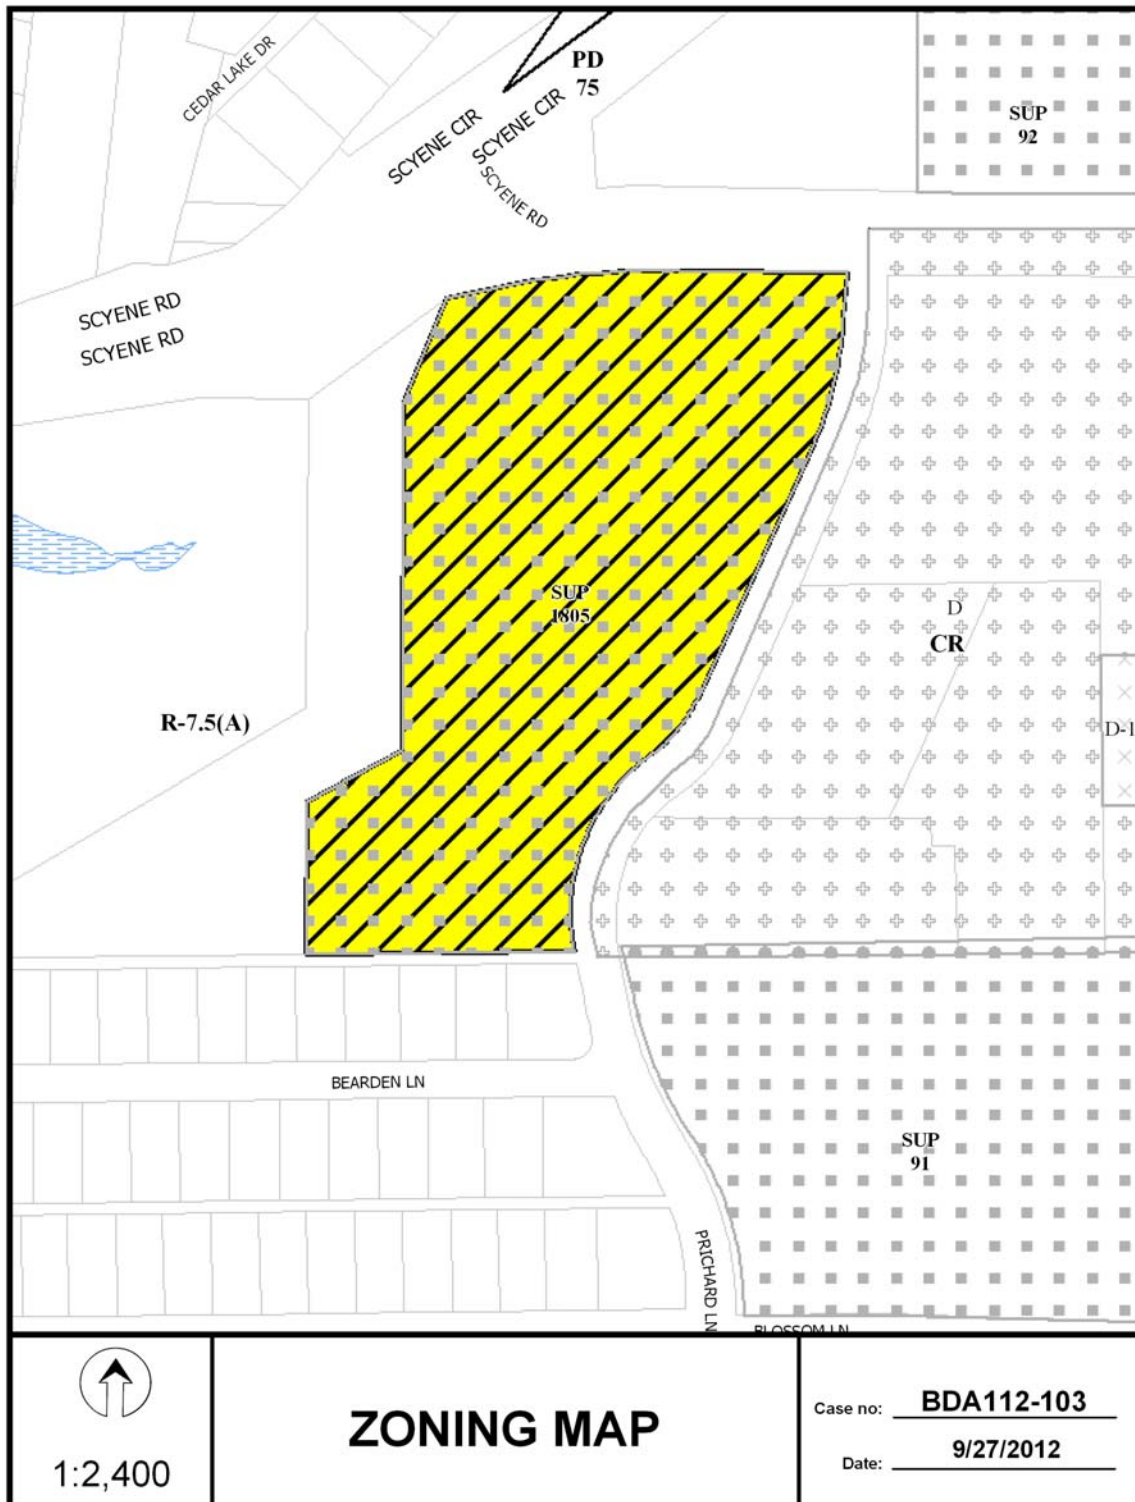 CEDAR LAKE DR
PD
75
SCYENE CIR
SCYENE CIR
SCYENE RD
SUP
92
SCYENE RD
SCYENE RD
SUP
1805
D
CR
R-7.5(A)
D-1
BEARDEN LN
SUP
91
PRICHARD LN
BLOSSOM LN
1:2,400
ZONING MAP
Case no: BDA112-103
Date: 9/27/2012